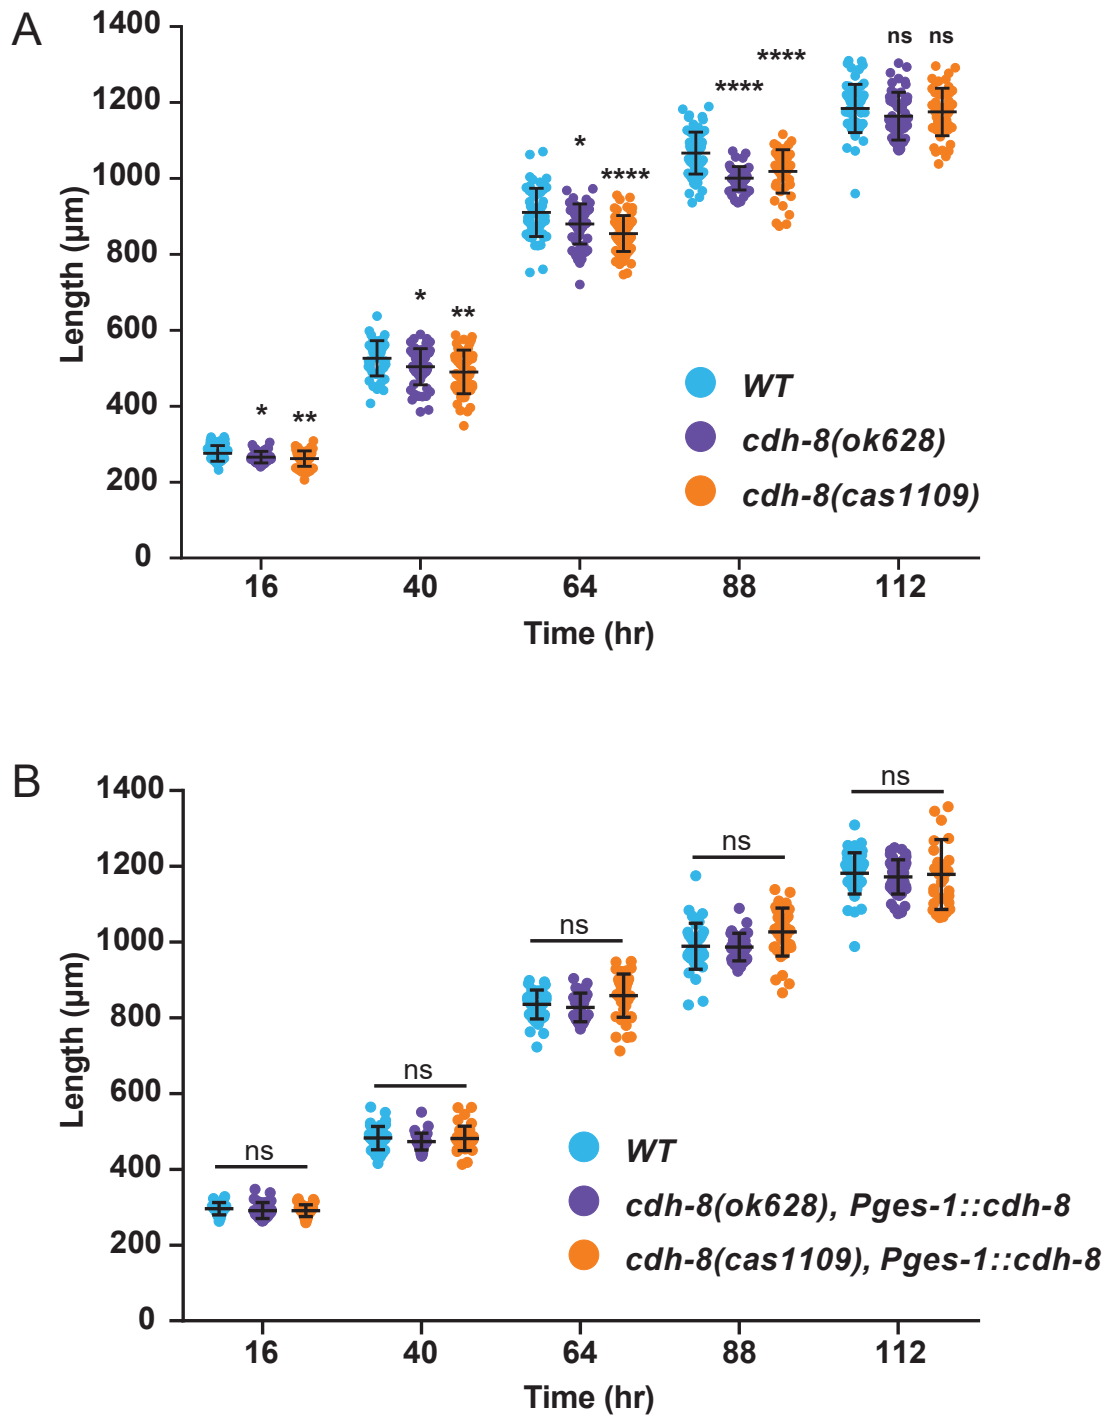 A
1400
1200
1000
800
600
400
200
0
Length (µm)
* **
* **
* ****
**** ****
ns ns
WT
cdh-8(ok628)
cdh-8(cas1109)
16 40 64 88 112
Time (hr)
B
1400
1200
1000
800
600
400
200
0
Length (µm)
ns
ns
ns
ns
ns
WT
cdh-8(ok628), Pges-1::cdh-8
cdh-8(cas1109), Pges-1::cdh-8
16 40 64 88 112
Time (hr)